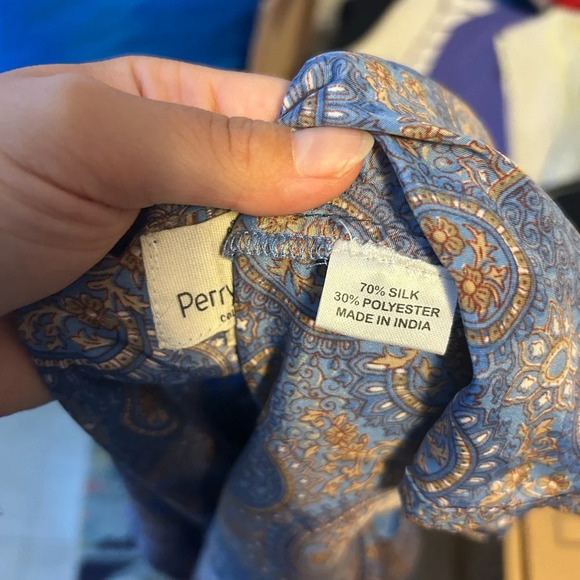 Perry
70% SILK
30% POLYESTER
MADE IN INDIA